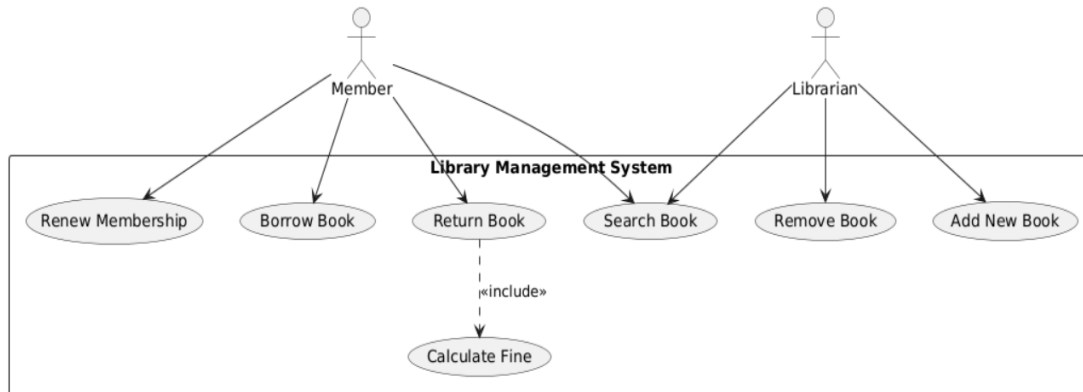 Member
Librarian
Library Management System
Renew Membership
Borrow Book
Return Book
Search Book
Remove Book
Add New Book
«include»
Calculate Fine